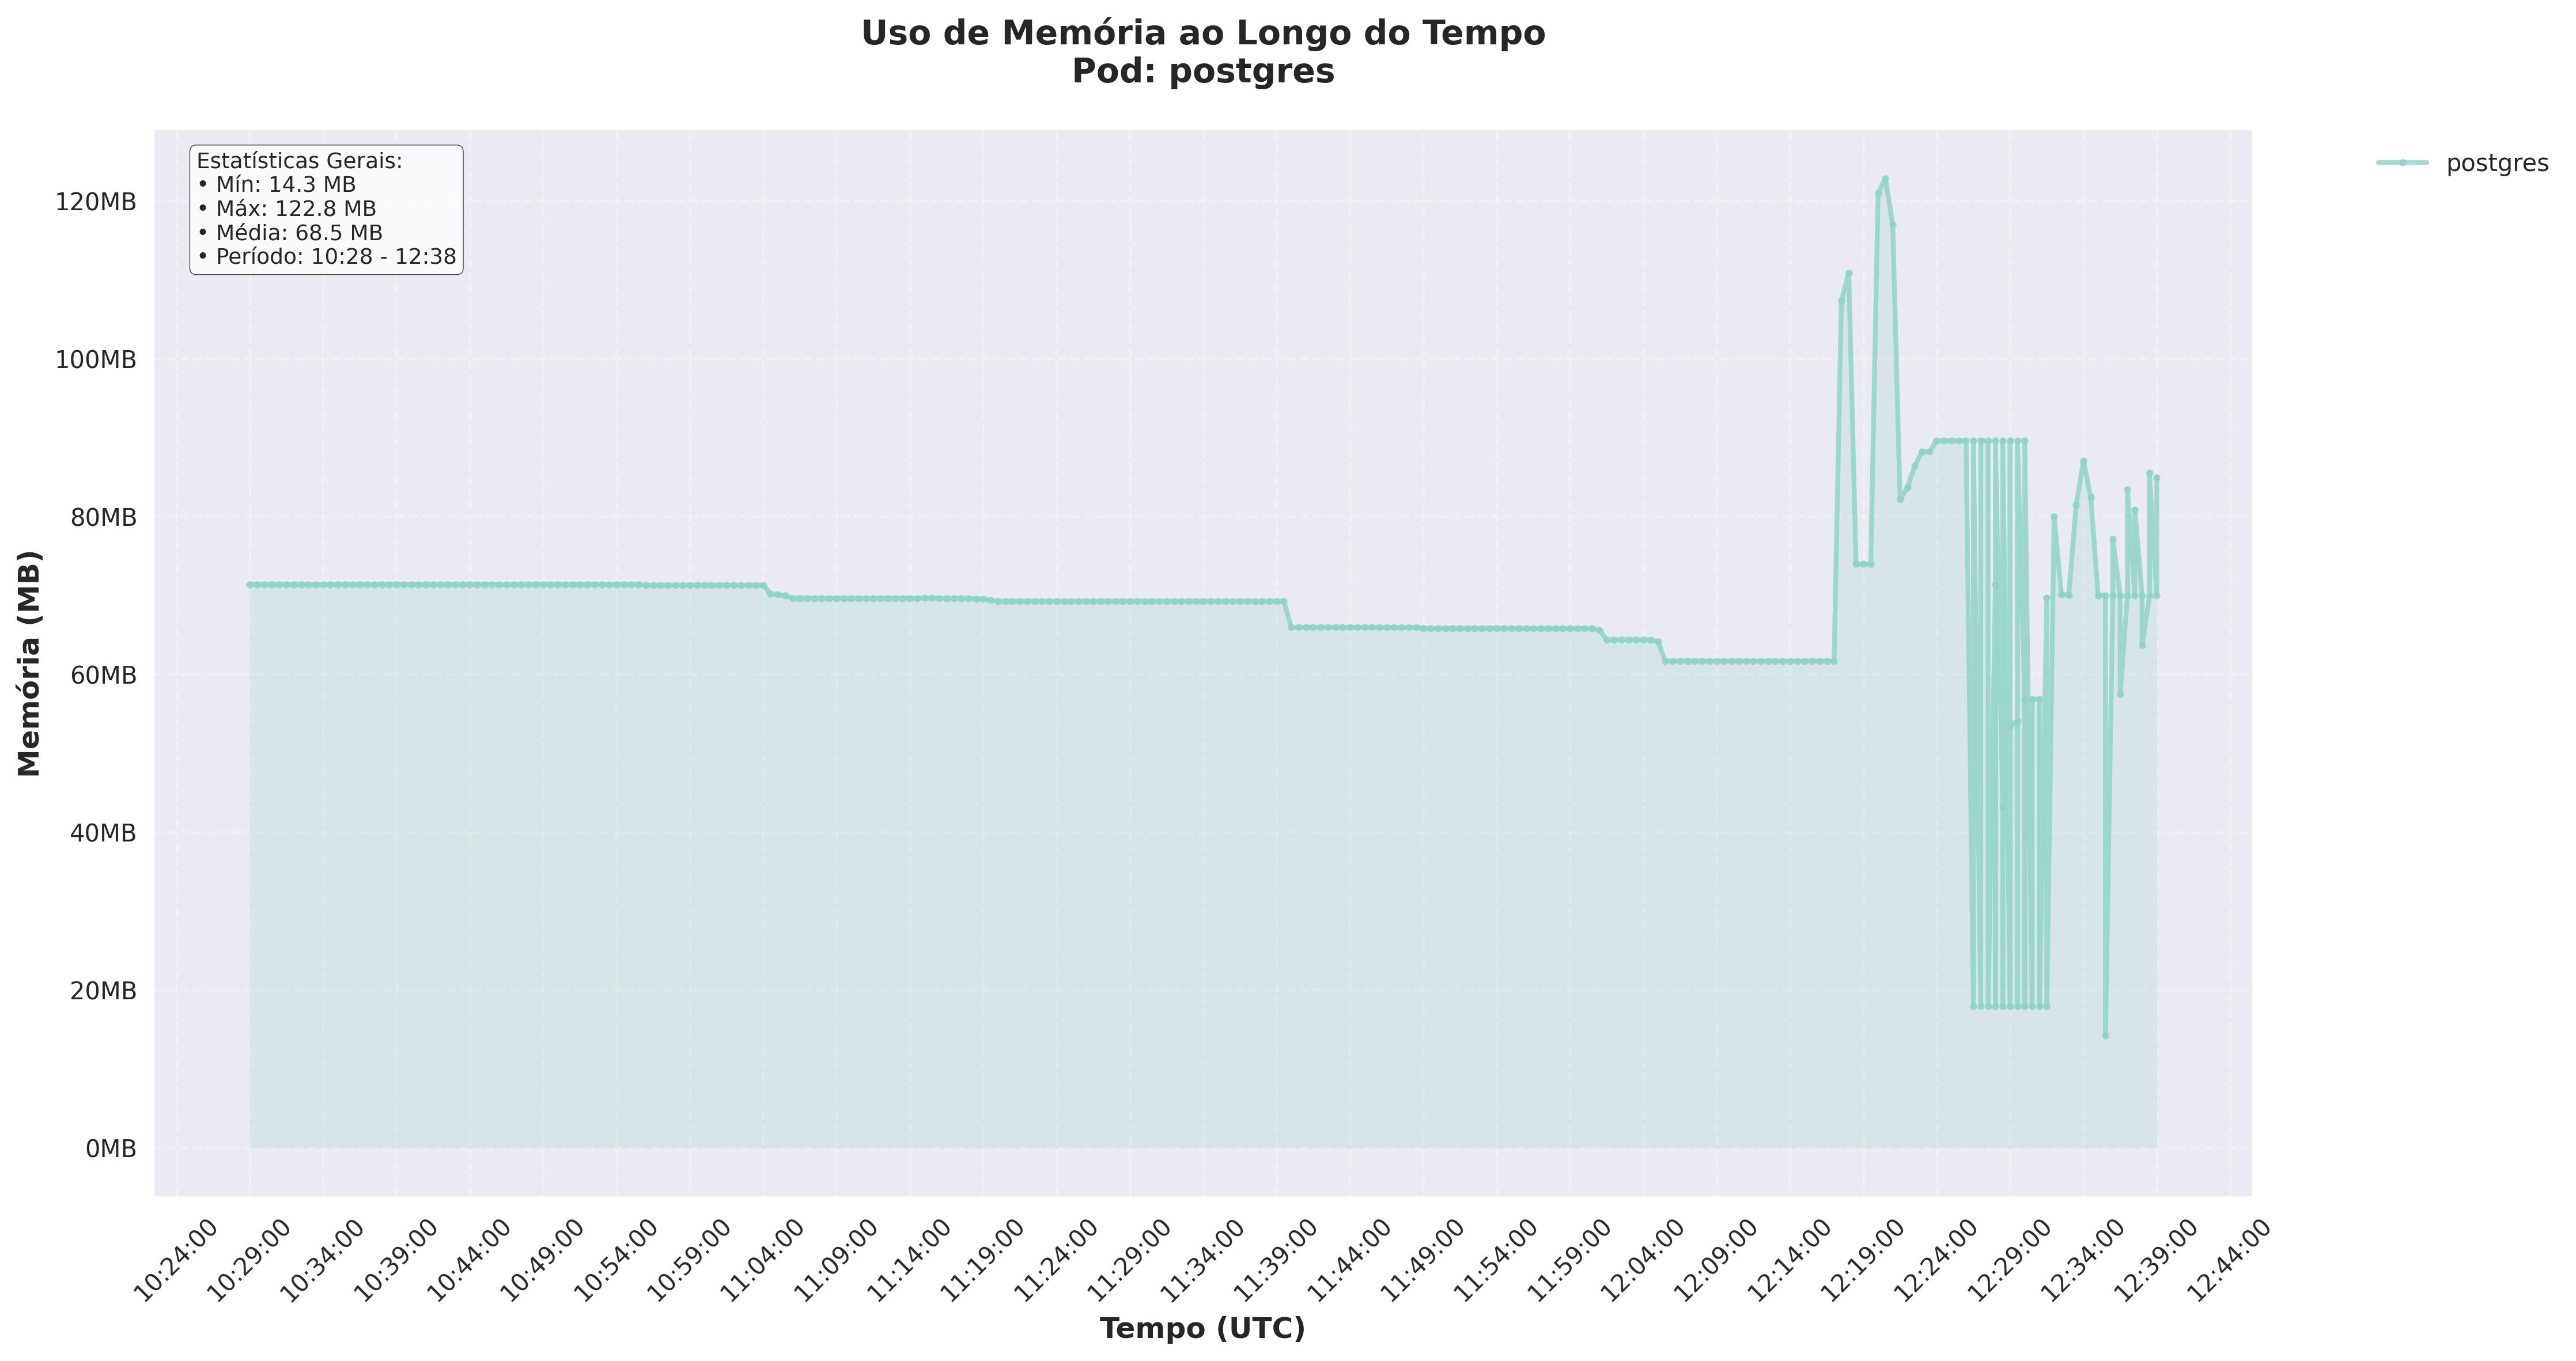 Uso de Memória ao Longo do Tempo
Pod: postgres
Estatísticas Gerais:
• Mín: 14.3 MB
• Máx: 122.8 MB
• Média: 68.5 MB
• Período: 10:28 - 12:38
postgres
Memória (MB)
120MB
100MB
80MB
60MB
40MB
20MB
0MB
10:24:00
10:29:00
10:34:00
10:39:00
10:44:00
10:49:00
10:54:00
10:59:00
11:04:00
11:09:00
11:14:00
11:19:00
11:24:00
11:29:00
11:34:00
11:39:00
11:44:00
11:49:00
11:54:00
11:59:00
12:04:00
12:09:00
12:14:00
12:19:00
12:24:00
12:29:00
12:34:00
12:39:00
12:44:00
Tempo (UTC)